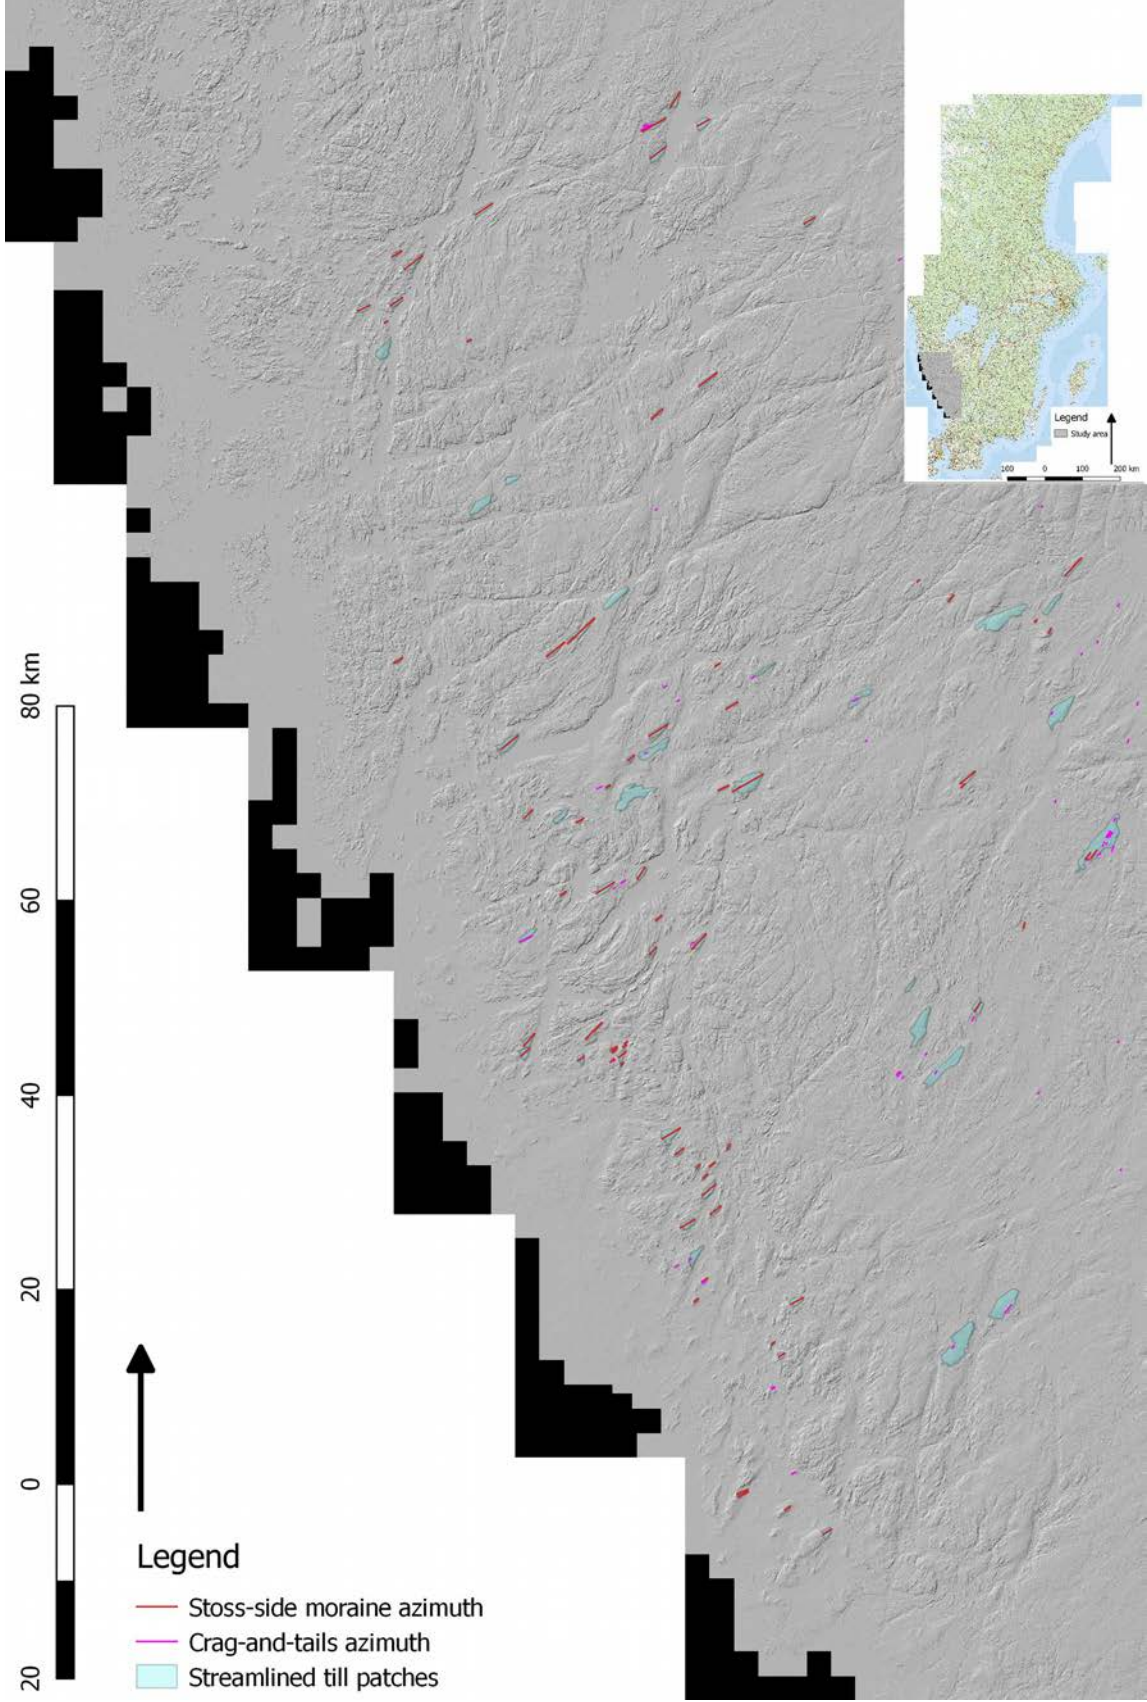 Legend
Study area
100 0 100 200 km
80 km
60
40
20
0
20
Legend
Stoss-side moraine azimuth
Crag-and-tails azimuth
Streamlined till patches